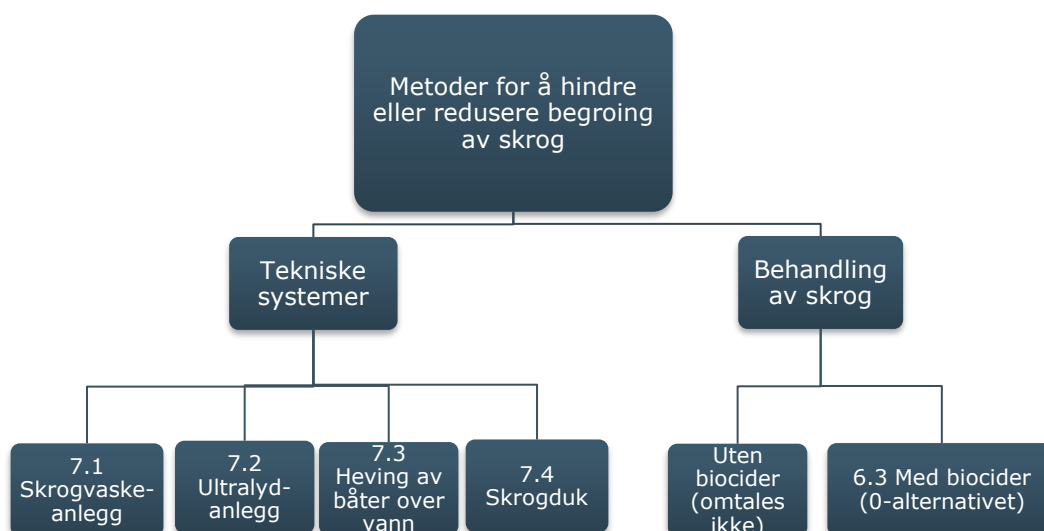 Metoder for å hindre
eller redusere begroing
av skrog
Tekniske
systemer
Behandling
av skrog
7.1
Skrogvaske-
anlegg
7.2
Ultralyd-
anlegg
7.3
Heving av
båter over
vann
7.4
Skrogduk
Uten
biocider
(omtales
ikke)
6.3 Med biocider
(0-alternativet)